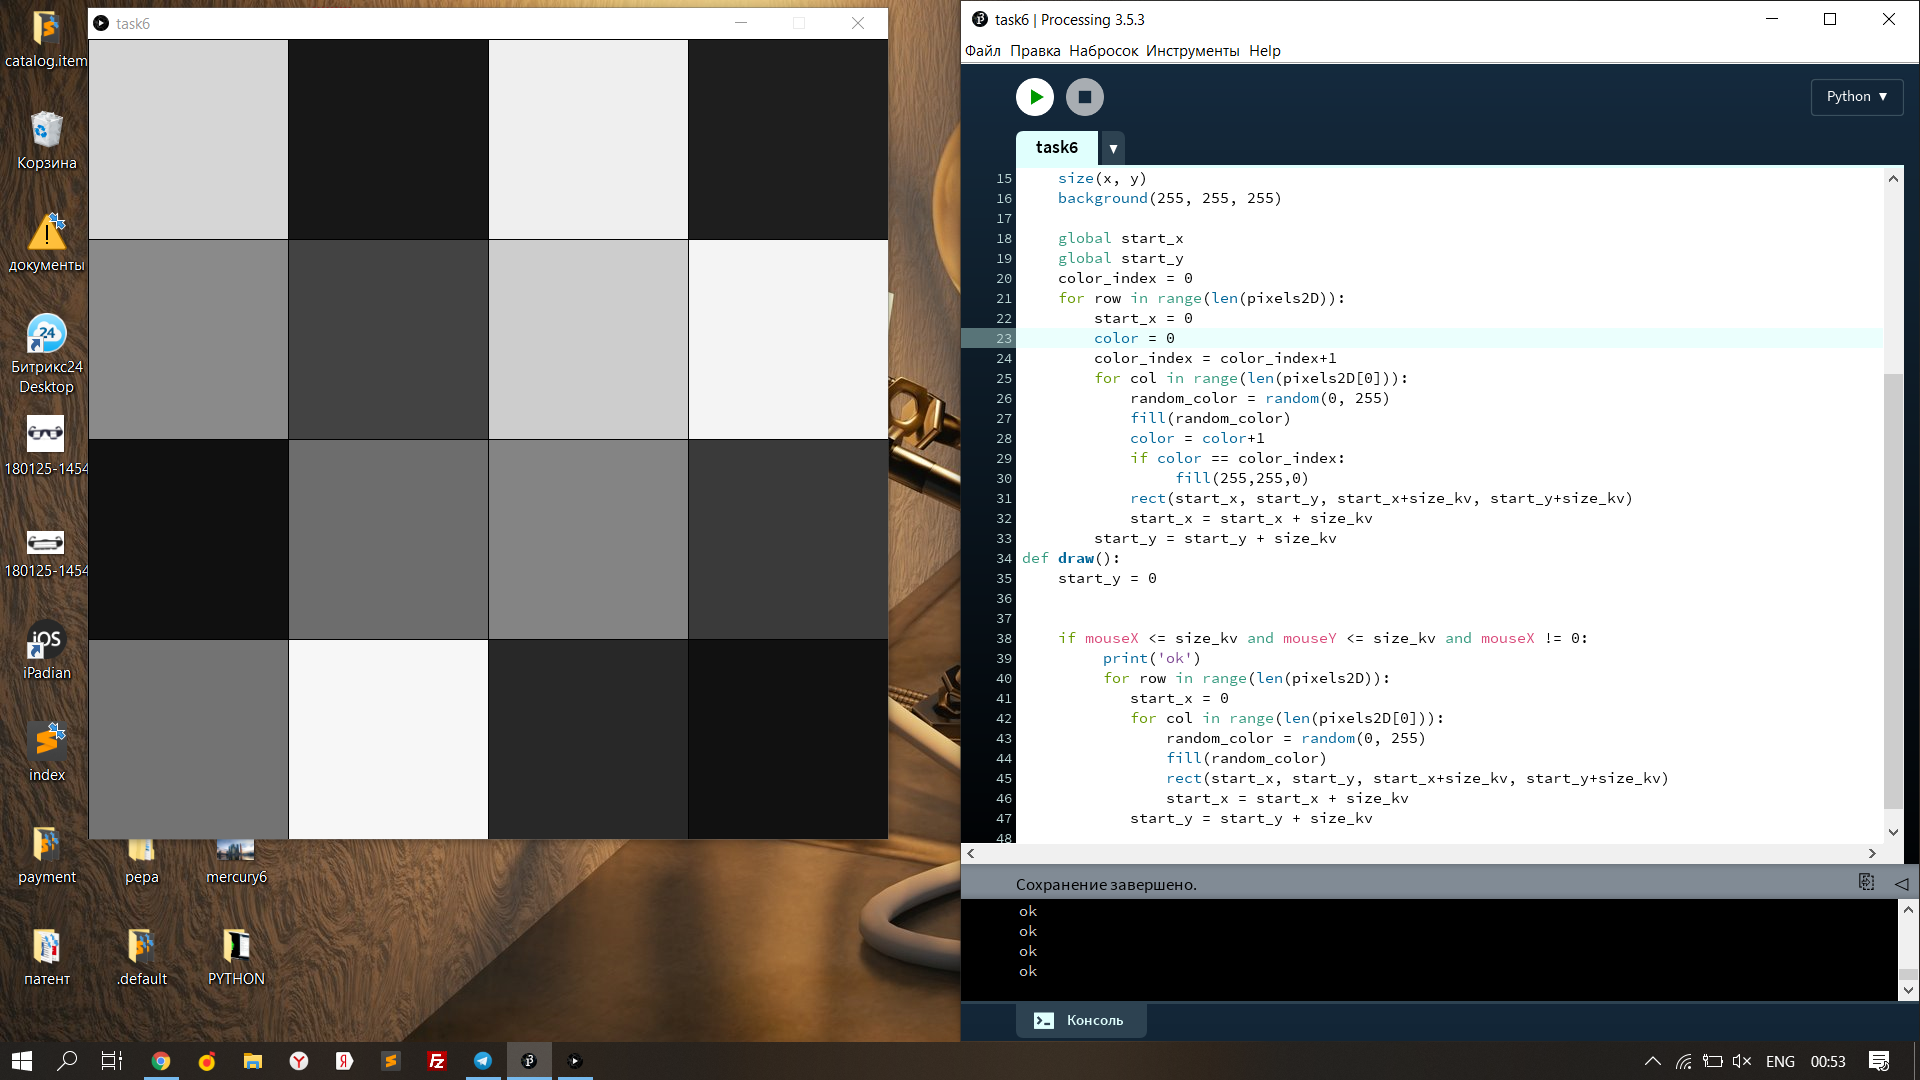 catalog.item
Корзина
документы
Битрикс24
Desktop
180125-1454
180125-1454
iPadian
index
payment
pepa
mercury6
патент
.default
PYTHON
task6
task6 | Processing 3.5.3
Файл Правка Набросок Инструменты Help
Python ▼
task6
15 size(x, y)
16 background(255, 255, 255)
17
18 global start_x
19 global start_y
20 color_index = 0
21 for row in range(len(pixels2D)):
22 start_x = 0
23 color = 0
24 color_index = color_index+1
25 for col in range(len(pixels2D[0])):
26 random_color = random(0, 255)
27 fill(random_color)
28 color = color+1
29 if color == color_index:
30 fill(255,255,0)
31 rect(start_x, start_y, start_x+size_kv, start_y+size_kv)
32 start_x = start_x + size_kv
33 start_y = start_y + size_kv
34 def draw():
35 start_y = 0
36
37
38 if mouseX <= size_kv and mouseY <= size_kv and mouseX != 0:
39 print('ok')
40 for row in range(len(pixels2D)):
41 start_x = 0
42 for col in range(len(pixels2D[0])):
43 random_color = random(0, 255)
44 fill(random_color)
45 rect(start_x, start_y, start_x+size_kv, start_y+size_kv)
46 start_x = start_x + size_kv
47 start_y = start_y + size_kv
48
Сохранение завершено.
ok
ok
ok
ok
Консоль
ENG 00:53